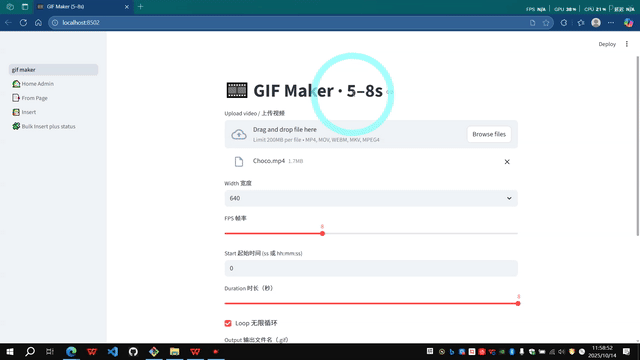 GIF Maker (5–8s)
FPS N/A GPU 38 % CPU 21 % 延迟 N/A
localhost:8502
Deploy
gif maker
Home Admin
From Page
Insert
Bulk Insert plus status
GIF Maker · 5–8s
Upload video / 上传视频
Drag and drop file here
Limit 200MB per file • MP4, MOV, WEBM, MKV, MPEG4
Browse files
Choco.mp4 1.7MB
Width 宽度
640
FPS 帧率
8
Start 起始时间 (ss 或 hh:mm:ss)
0
Duration 时长（秒）
8
Loop 无限循环
Output 输出文件名 (.gif)
11:58:52
2025/10/14